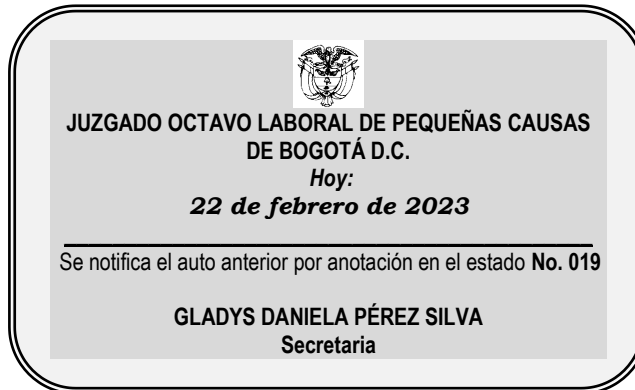 JUZGADO OCTAVO LABORAL DE PEQUEÑAS CAUSAS
DE BOGOTÁ D.C.
Hoy:
22 de febrero de 2023
Se notifica el auto anterior por anotación en el estado No. 019
GLADYS DANIELA PÉREZ SILVA
Secretaria